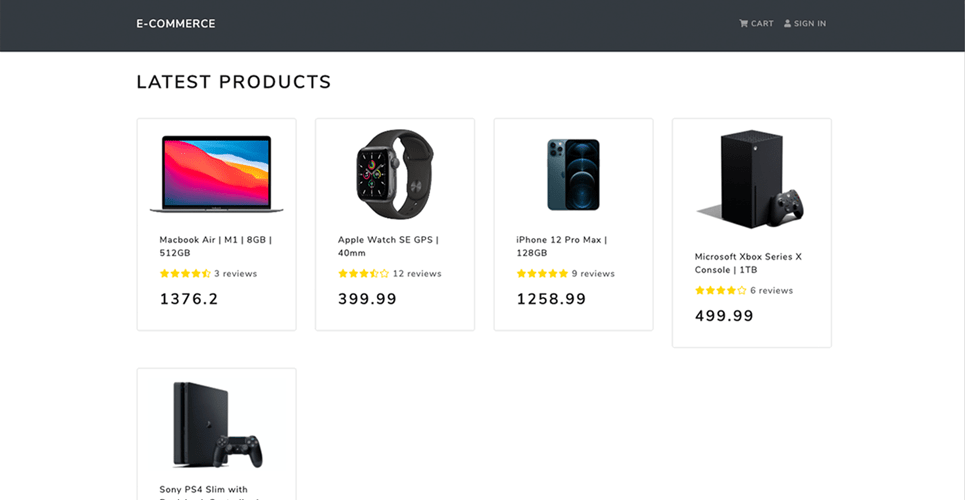 E-COMMERCE
CART SIGN IN
LATEST PRODUCTS
Macbook Air | M1 | 8GB |
512GB
3 reviews
1376.2
Apple Watch SE GPS |
40mm
12 reviews
399.99
iPhone 12 Pro Max |
128GB
9 reviews
1258.99
Microsoft Xbox Series X
Console | 1TB
6 reviews
499.99
Sony PS4 Slim with